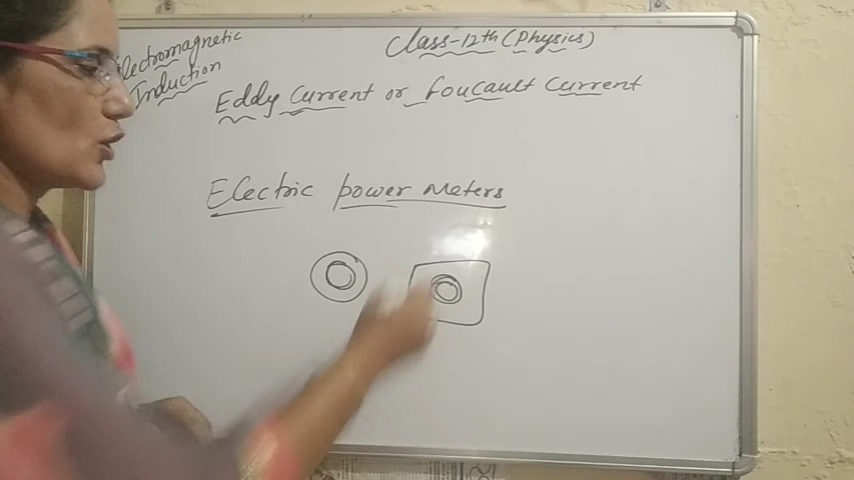 Class-12th (Physics)
Electromagnetic
Induction
Eddy Current or Foucault Current
Electric power Meters